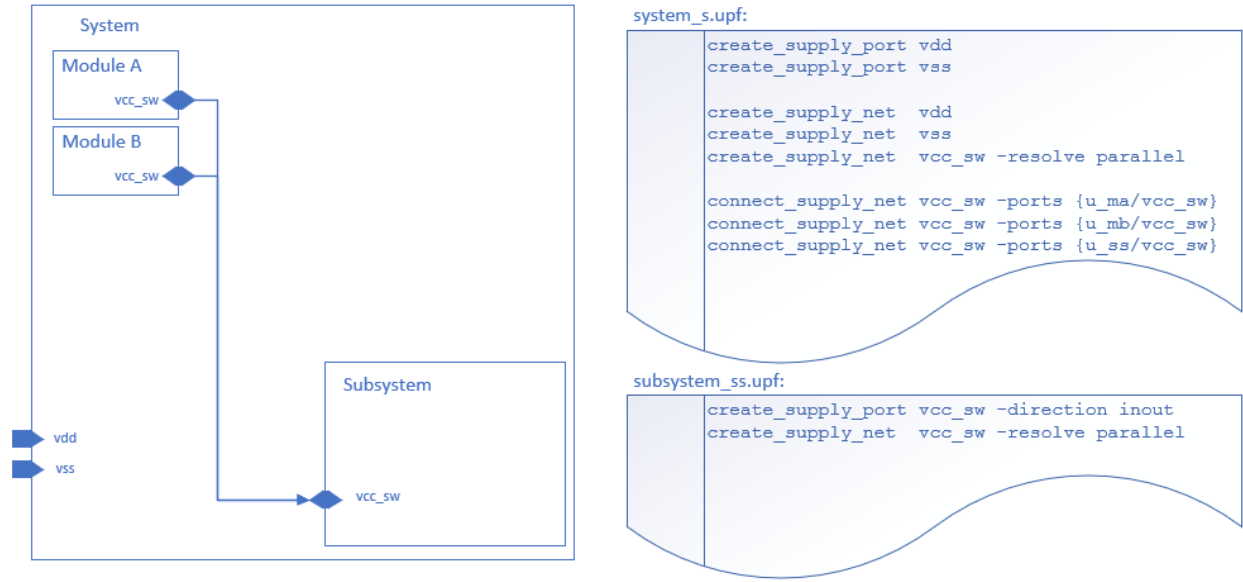 System
Module A
vcc_sw
Module B
vcc_sw
Subsystem
vdd
vss
vcc_sw
system_s.upf:
create_supply_port vdd
create_supply_port vss
create_supply_net  vdd
create_supply_net  vss
create_supply_net  vcc_sw -resolve parallel
connect_supply_net vcc_sw -ports {u_ma/vcc_sw}
connect_supply_net vcc_sw -ports {u_mb/vcc_sw}
connect_supply_net vcc_sw -ports {u_ss/vcc_sw}
subsystem_ss.upf:
create_supply_port vcc_sw -direction inout
create_supply_net  vcc_sw -resolve parallel